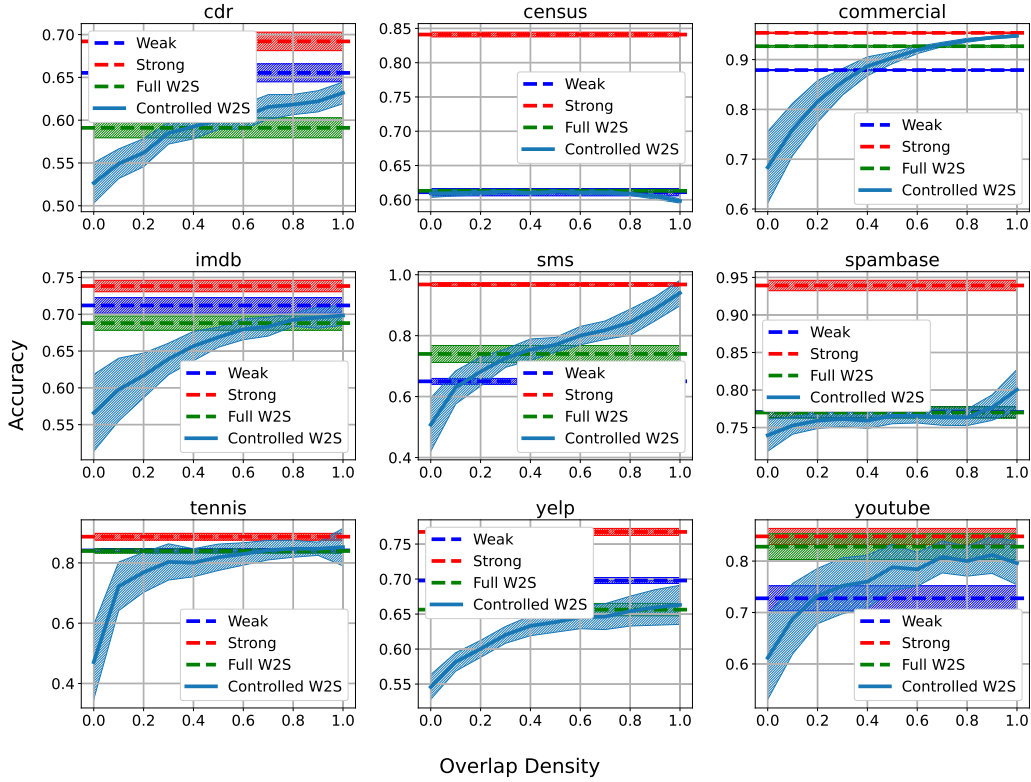 cdr
0.70
0.65
0.60
0.55
0.50
0.0 0.2 0.4 0.6 0.8 1.0
Weak
Strong
Full W2S
Controlled W2S
census
0.85
0.80
0.75
0.70
0.65
0.60
0.0 0.2 0.4 0.6 0.8 1.0
Weak
Strong
Full W2S
Controlled W2S
commercial
0.9
0.8
0.7
0.6
0.0 0.2 0.4 0.6 0.8 1.0
Weak
Strong
Full W2S
Controlled W2S
Accuracy
imdb
0.75
0.70
0.65
0.60
0.55
0.0 0.2 0.4 0.6 0.8 1.0
Weak
Strong
Full W2S
Controlled W2S
sms
1.0
0.8
0.6
0.4
0.0 0.2 0.4 0.6 0.8 1.0
Weak
Strong
Full W2S
Controlled W2S
spambase
0.95
0.90
0.85
0.80
0.75
0.0 0.2 0.4 0.6 0.8 1.0
Weak
Strong
Full W2S
Controlled W2S
tennis
0.8
0.6
0.4
0.0 0.2 0.4 0.6 0.8 1.0
Weak
Strong
Full W2S
Controlled W2S
yelp
0.75
0.70
0.65
0.60
0.55
0.0 0.2 0.4 0.6 0.8 1.0
Weak
Strong
Full W2S
Controlled W2S
youtube
0.8
0.7
0.6
0.0 0.2 0.4 0.6 0.8 1.0
Weak
Strong
Full W2S
Controlled W2S
Overlap Density